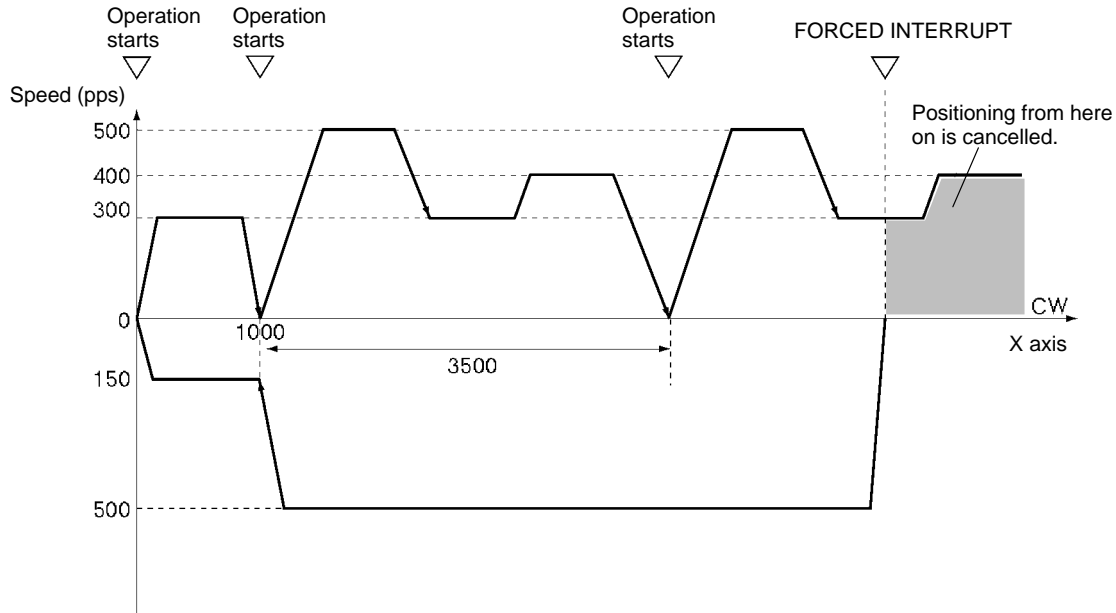 Operation
starts
Operation
starts
Operation
starts
FORCED INTERRUPT
Speed (pps)
Positioning from here
on is cancelled.
500
400
300
0
1000
CW
X axis
3500
150
500